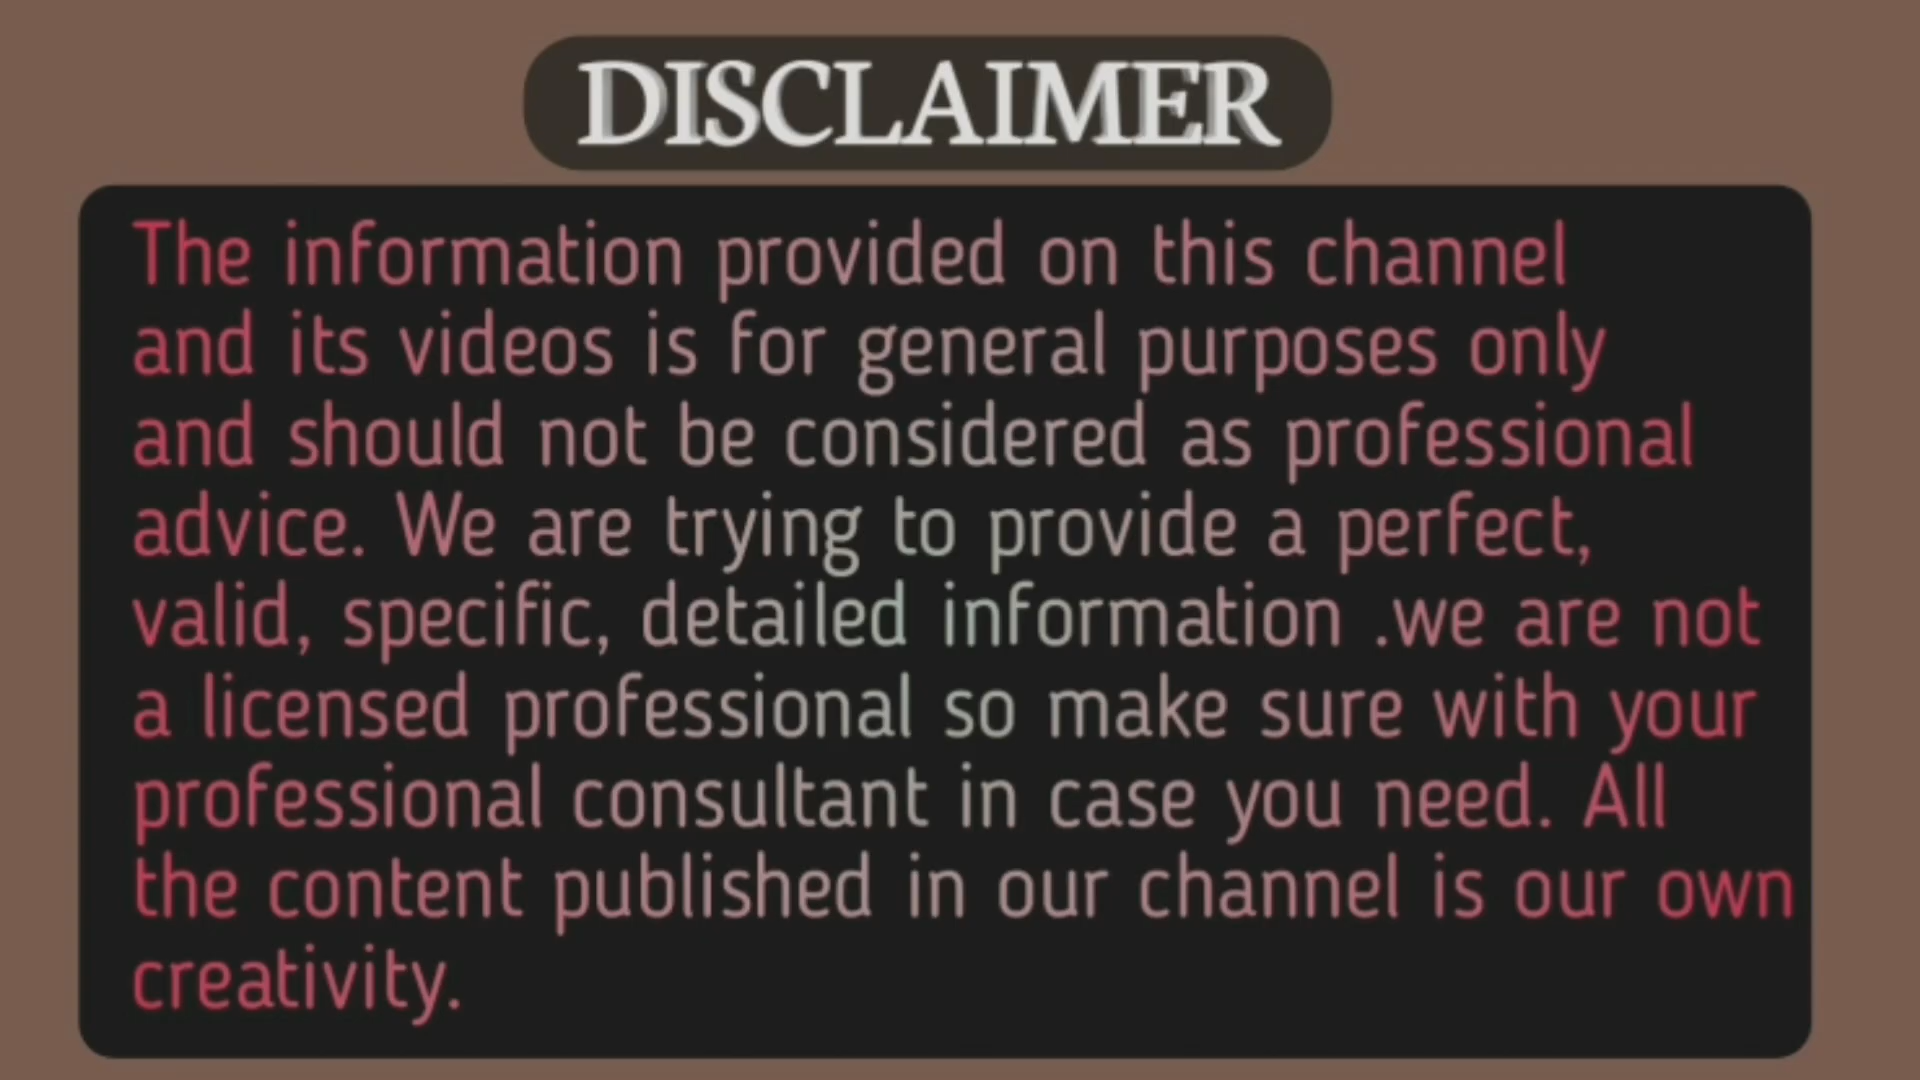 DISCLAIMER
The information provided on this channel
and its videos is for general purposes only
and should not be considered as professional
advice. We are trying to provide a perfect,
valid, specific, detailed information .we are not
a licensed professional so make sure with your
professional consultant in case you need. All
the content published in our channel is our own
creativity.